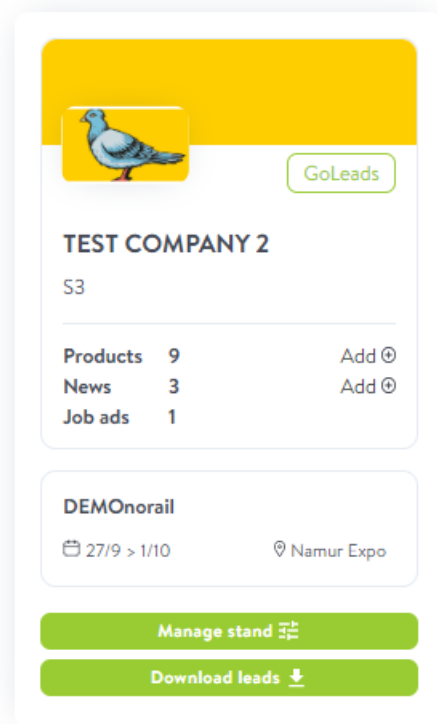 GoLeads
TEST COMPANY 2
S3
Products 9 Add
News 3 Add
Job ads 1
DEMOnorail
27/9 > 1/10 Namur Expo
Manage stand
Download leads